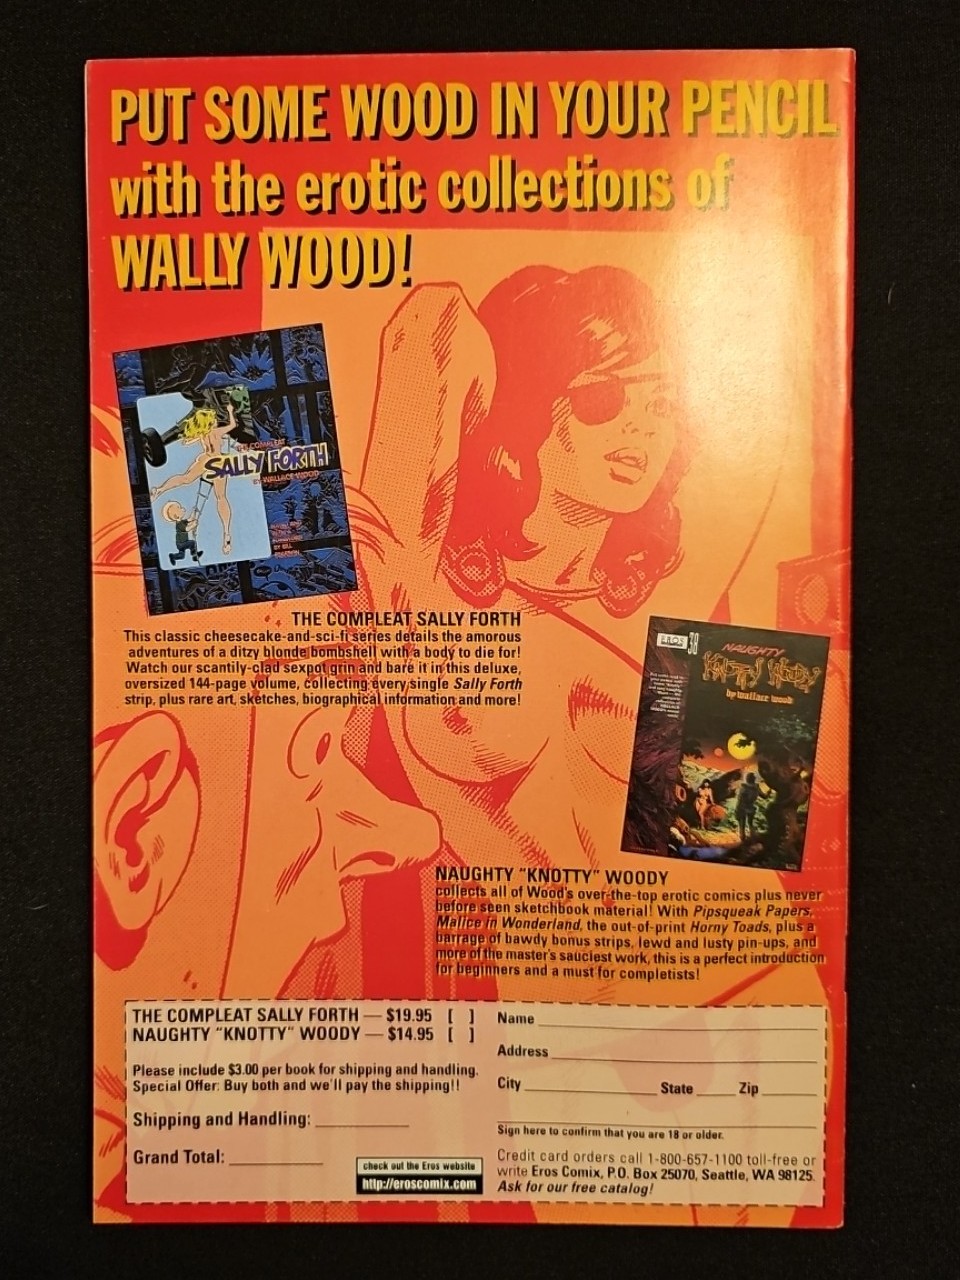 PUT SOME WOOD IN YOUR PENCIL
with the erotic collections of
WALLY WOOD!
THE COMPLEAT
SALLY FORTH
BY WALLACE WOOD
THE COMPLEAT SALLY FORTH
This classic cheesecake-and-sci-fi series details the amorous
adventures of a ditzy blonde bombshell with a body to die for!
Watch our scantily-clad sexpot grin and bare it in this deluxe,
oversized 144-page volume, collecting every single Sally Forth
strip, plus rare art, sketches, biographical information and more!
EROS 38
NAUGHTY
KNOTTY WOODY
by wallace wood
NAUGHTY "KNOTTY" WOODY
collects all of Wood's over-the-top erotic comics plus never
before seen sketchbook material! With Pipsqueak Papers,
Malice in Wonderland, the out-of-print Horny Toads, plus a
barrage of bawdy bonus strips, lewd and lusty pin-ups, and
more of the master's sauciest work, this is a perfect introduction
for beginners and a must for completists!
THE COMPLEAT SALLY FORTH — $19.95 [ ]
NAUGHTY "KNOTTY" WOODY — $14.95 [ ]
Please include $3.00 per book for shipping and handling.
Special Offer: Buy both and we'll pay the shipping!!
Shipping and Handling:
Grand Total:
check out the Eros website
http://eroscomix.com
Name
Address
City State Zip
Sign here to confirm that you are 18 or older.
Credit card orders call 1-800-657-1100 toll-free or
write Eros Comix, P.O. Box 25070, Seattle, WA 98125.
Ask for our free catalog!